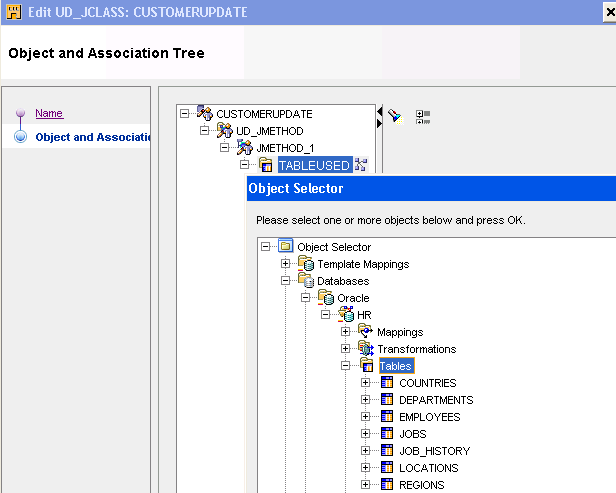 Edit UD_JCLASS: CUSTOMERUPDATE
Object and Association Tree
Name
Object and Associati
CUSTOMERUPDATE
UD_JMETHOD
JMETHOD_1
TABLEUSED
Object Selector
Please select one or more objects below and press OK.
Object Selector
Template Mappings
Databases
Oracle
HR
Mappings
Transformations
Tables
COUNTRIES
DEPARTMENTS
EMPLOYEES
JOBS
JOB_HISTORY
LOCATIONS
REGIONS